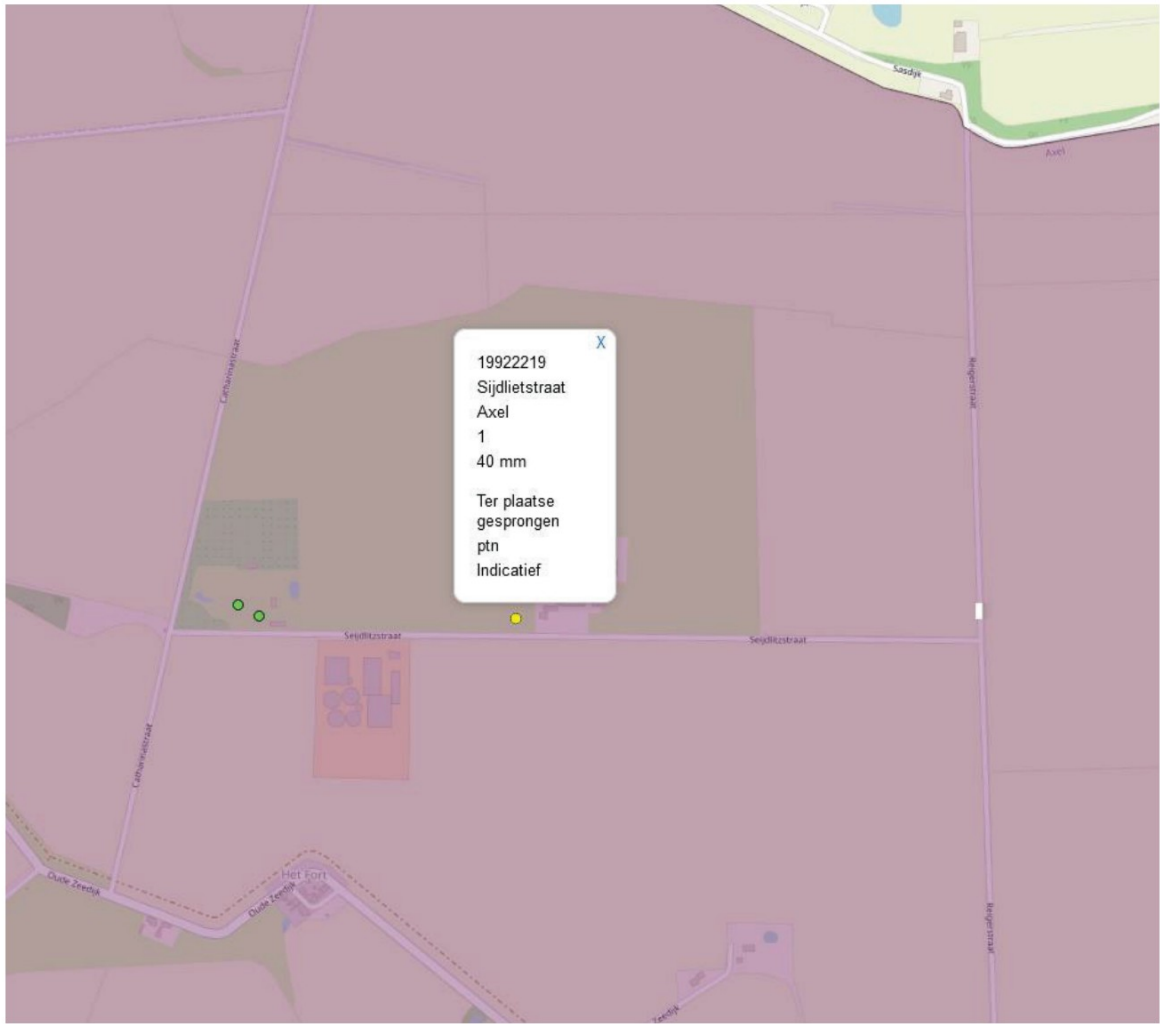 Sasdijk
Axel
Catharinastraat
Reigerstraat
X
19922219
Sijdlietstraat
Axel
1
40 mm
Ter plaatse
gesprongen
ptn
Indicatief
Seijdlitzstraat
Seijdlitzstraat
Catharinastraat
Het Fort
Oude Zeedijk
Oude Zeedijk
Reigerstraat
Zeedijk